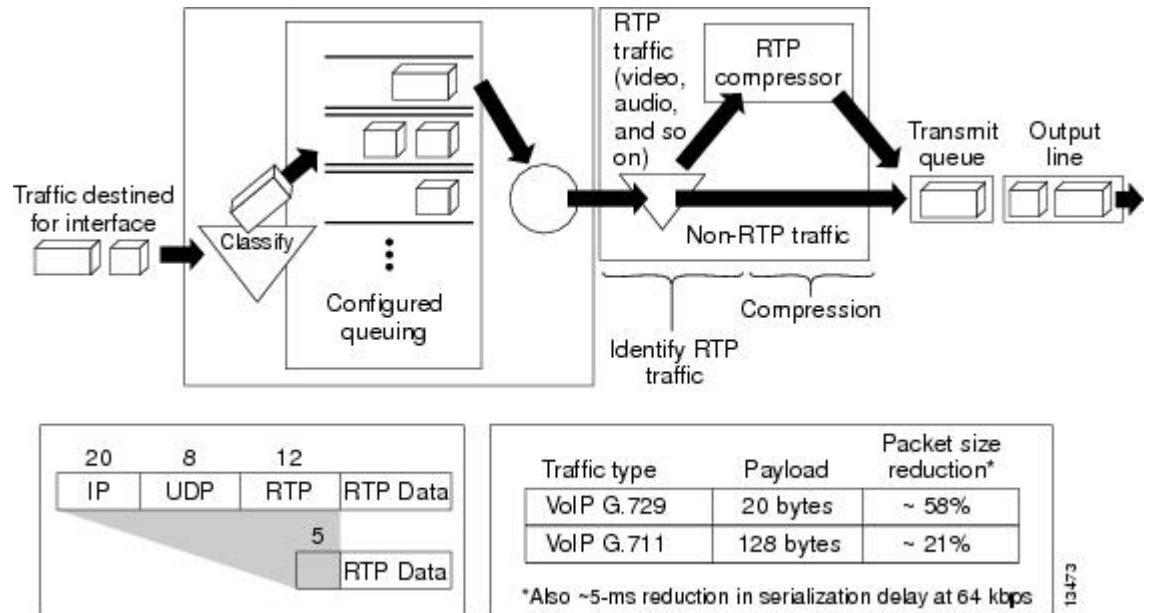 RTP
traffic
(video,
audio,
and so
on)
RTP
compressor
Transmit
queue
Output
line
Traffic destined
for interface
Classify
Configured
queuing
Non-RTP traffic
Identify RTP
traffic
Compression
20 8 12
IP UDP RTP RTP Data
5
RTP Data
Traffic type Payload Packet size
reduction*
VoIP G.729 20 bytes ~ 58%
VoIP G.711 128 bytes ~ 21%
*Also ~5-ms reduction in serialization delay at 64 kbps
13473